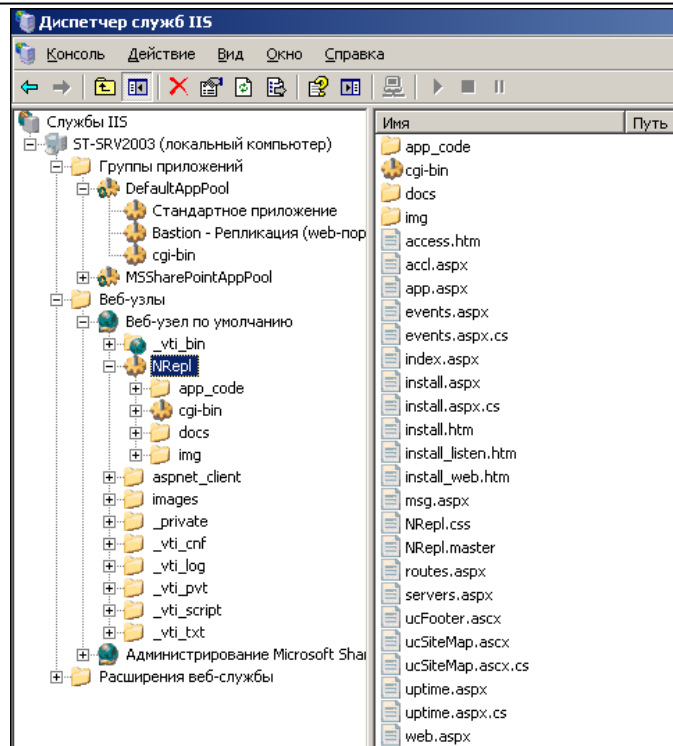 Диспетчер служб IIS
Консоль Действие Вид Окно Справка
Службы IIS
ST-SRV2003 (локальный компьютер)
Группы приложений
DefaultAppPool
Стандартное приложение
Bastion - Репликация (web-пор
cgi-bin
MSSharePointAppPool
Веб-узлы
Веб-узел по умолчанию
_vti_bin
NRepl
app_code
cgi-bin
docs
img
aspnet_client
images
_private
_vti_cnf
_vti_log
_vti_pvt
_vti_script
_vti_txt
Администрирование Microsoft Shar
Расширения веб-службы
Имя Путь
app_code
cgi-bin
docs
img
access.htm
accl.aspx
app.aspx
events.aspx
events.aspx.cs
index.aspx
install.aspx
install.aspx.cs
install.htm
install_listen.htm
install_web.htm
msg.aspx
NRepl.css
NRepl.master
routes.aspx
servers.aspx
ucFooter.ascx
ucSiteMap.ascx
ucSiteMap.ascx.cs
uptime.aspx
uptime.aspx.cs
web.aspx